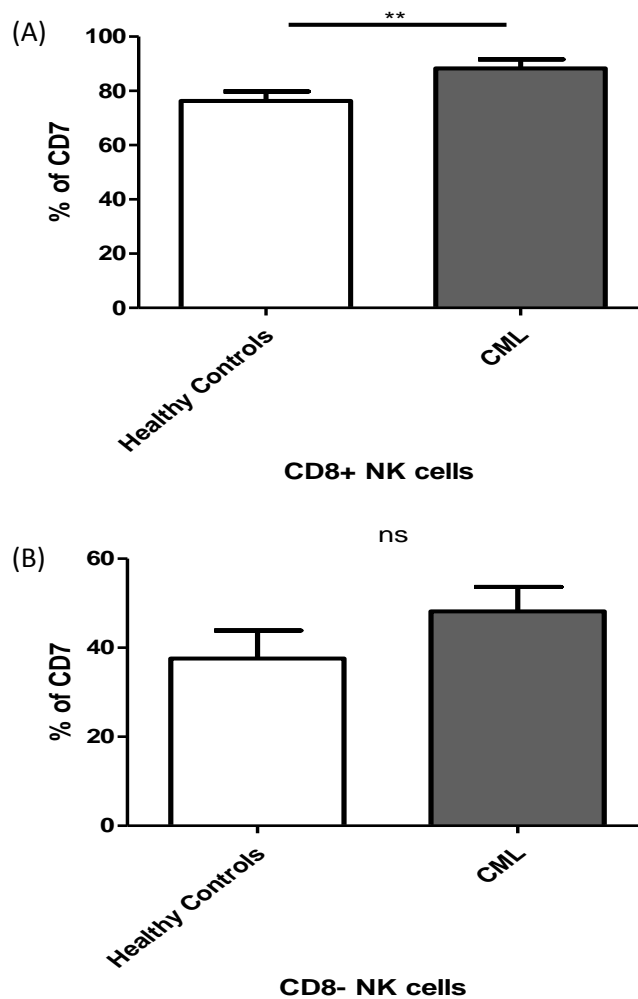 (A)
**
100
80
60
40
20
0
% of CD7
Healthy Controls
CML
CD8+ NK cells
(B)
ns
60
40
20
0
% of CD7
Healthy Controls
CML
CD8- NK cells